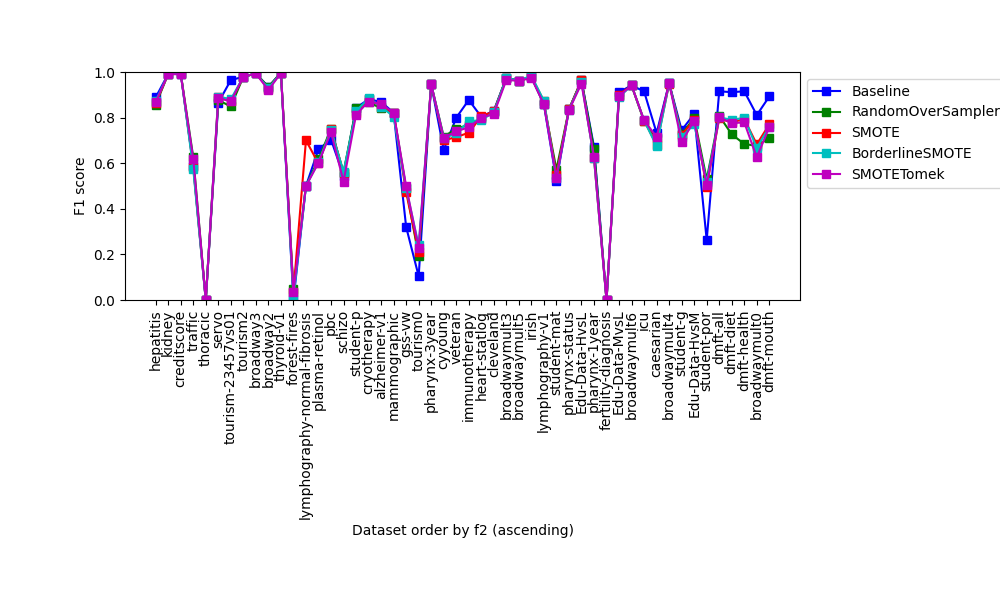 1.0
0.8
0.6
0.4
0.2
0.0
F1 score
Baseline
RandomOverSampler
SMOTE
BorderlineSMOTE
SMOTETomek
hepatitis
kidney
creditscore
traffic
thoracic
servo
tourism-23457vs01
tourism2
broadway3
broadway2
thyroid-v1
forest-fires
lymphography-normal-fibrosis
plasma-retinol
pbc
schizo
student-p
cryotherapy
alzheimer-v1
mammographic
gss-vw
tourism0
pharynx-3year
cyyoung
veteran
immunotherapy
heart-statlog
cleveland
broadwaymult3
broadwaymult5
irish
lymphography-v1
student-mat
pharynx-status
Edu-Data-HvsL
pharynx-1year
fertility-diagnosis
Edu-Data-MvsL
broadwaymult6
icu
caesarian
broadwaymult4
student-g
Edu-Data-HvsM
student-por
dmft-all
dmft-diet
dmft-health
broadwaymult0
dmft-mouth
Dataset order by f2 (ascending)